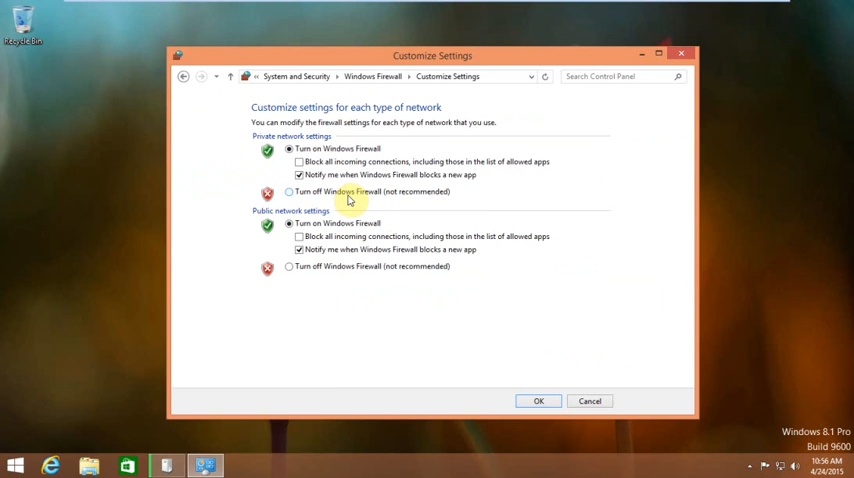 Recycle Bin
Customize Settings
« System and Security Windows Firewall Customize Settings
Search Control Panel
Customize settings for each type of network
You can modify the firewall settings for each type of network that you use.
Private network settings
Turn on Windows Firewall
Block all incoming connections, including those in the list of allowed apps
Notify me when Windows Firewall blocks a new app
Turn off Windows Firewall (not recommended)
Public network settings
Turn on Windows Firewall
Block all incoming connections, including those in the list of allowed apps
Notify me when Windows Firewall blocks a new app
Turn off Windows Firewall (not recommended)
OK
Cancel
Windows 8.1 Pro
Build 9600
10:56 AM
4/24/2015